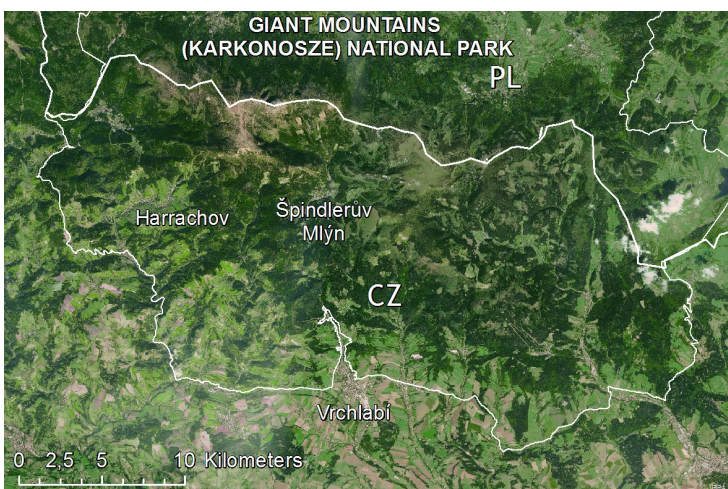 GIANT MOUNTAINS
(KARKONOSZE) NATIONAL PARK
PL
Harrachov
Špindlerův
Mlýn
CZ
Vrchlabí
0 2,5 5 10 Kilometers